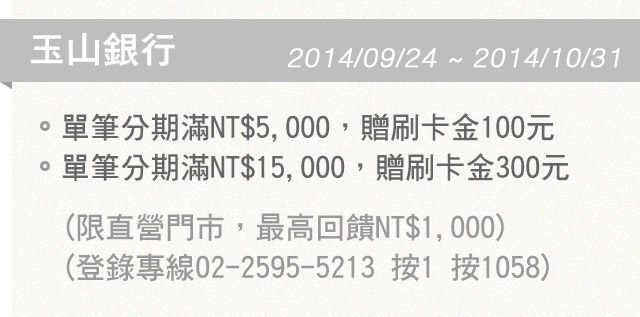 玉山銀行
2014/09/24 ~ 2014/10/31
單筆分期滿NT$5,000，贈刷卡金100元
單筆分期滿NT$15,000，贈刷卡金300元
(限直營門市，最高回饋NT$1,000)
(登錄專線02-2595-5213 按1 按1058)